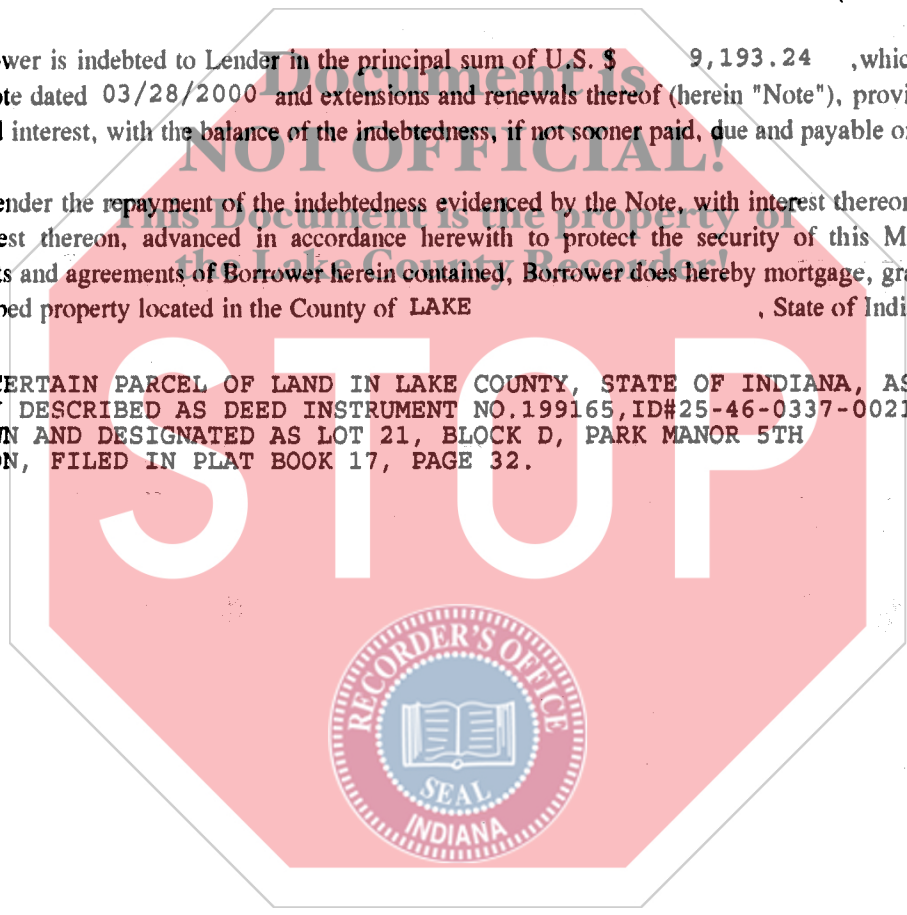 wer is indebted to Lender in the principal sum of U.S. $ 9,193.24 ,whic
te dated 03/28/2000 and extensions and renewals thereof (herein "Note"), provi
interest, with the balance of the indebtedness, if not sooner paid, due and payable o
ender the repayment of the indebtedness evidenced by the Note, with interest thereon
est thereon, advanced in accordance herewith to protect the security of this M
s and agreements of Borrower herein contained, Borrower does hereby mortgage, gra
bed property located in the County of LAKE , State of Indi
CERTAIN PARCEL OF LAND IN LAKE COUNTY, STATE OF INDIANA, AS
DESCRIBED AS DEED INSTRUMENT NO.199165,ID#25-46-0337-0021
N AND DESIGNATED AS LOT 21, BLOCK D, PARK MANOR 5TH
N, FILED IN PLAT BOOK 17, PAGE 32.
Document is
NOT OFFICIAL!
This Document is the property of
the Lake County Recorder!
STOP
RECORDER'S OFFICE
SEAL
INDIANA